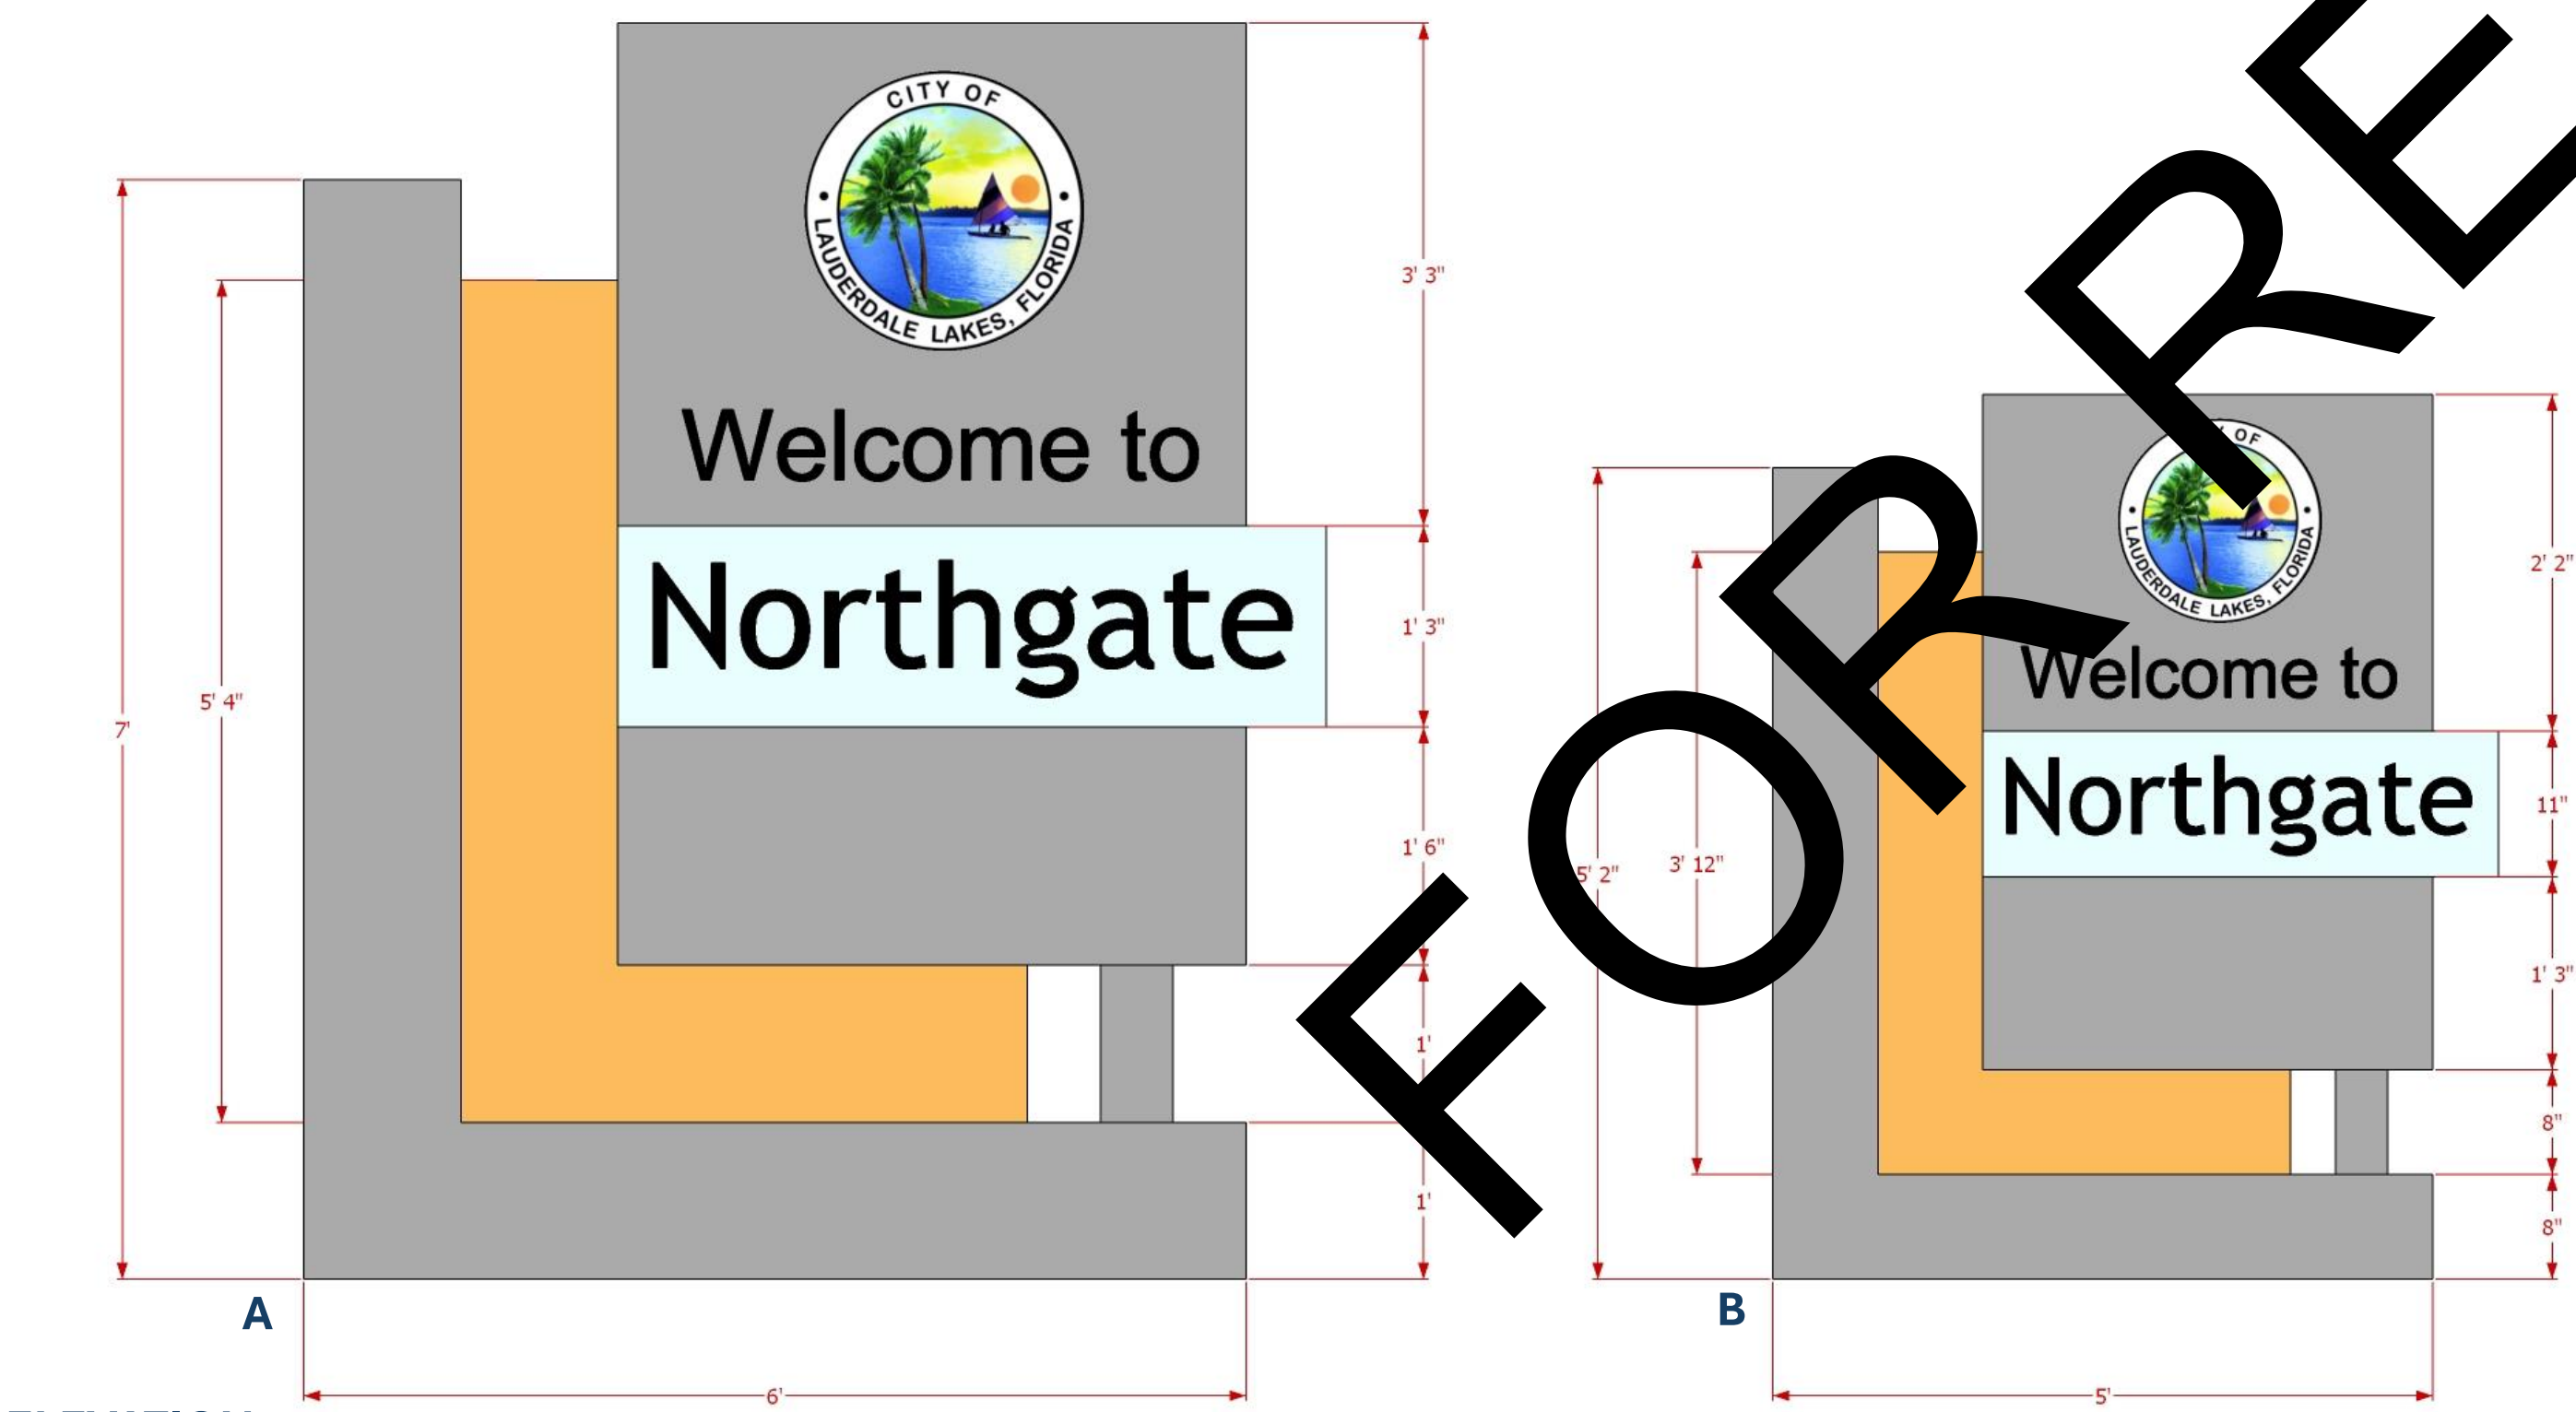 CITY OF
LAUDERDALE LAKES, FLORIDA
Welcome to
Northgate
7'
5' 4"
3' 3"
1' 3"
1' 6"
1'
1'
A
6'
OF
LAUDERDALE LAKES, FLORIDA
Welcome to
Northgate
5' 2"
3' 12"
2' 2"
11"
1' 3"
8"
8"
B
5'
FOR RE